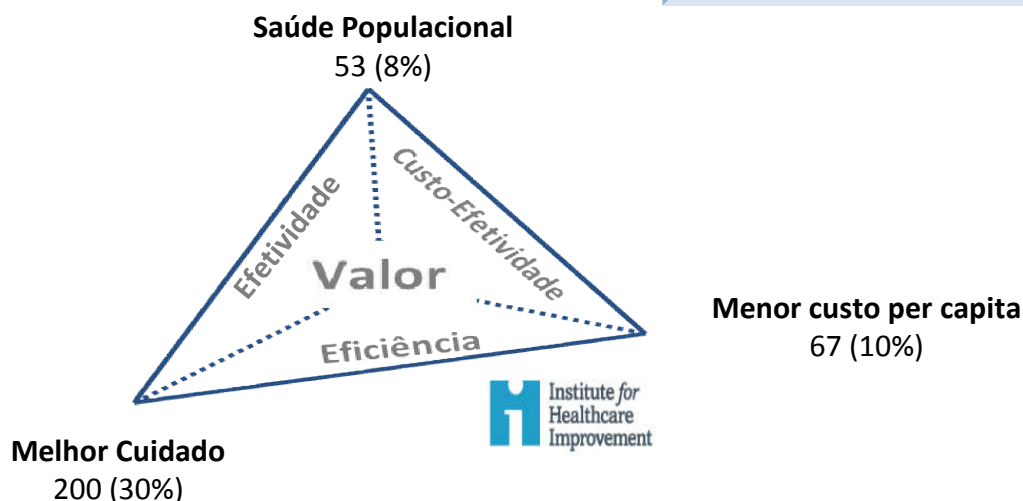 Saúde Populacional
53 (8%)
Efetividade
Custo-Efetividade
Valor
Eficiência
Menor custo per capita
67 (10%)
Institute for
Healthcare
Improvement
Melhor Cuidado
200 (30%)